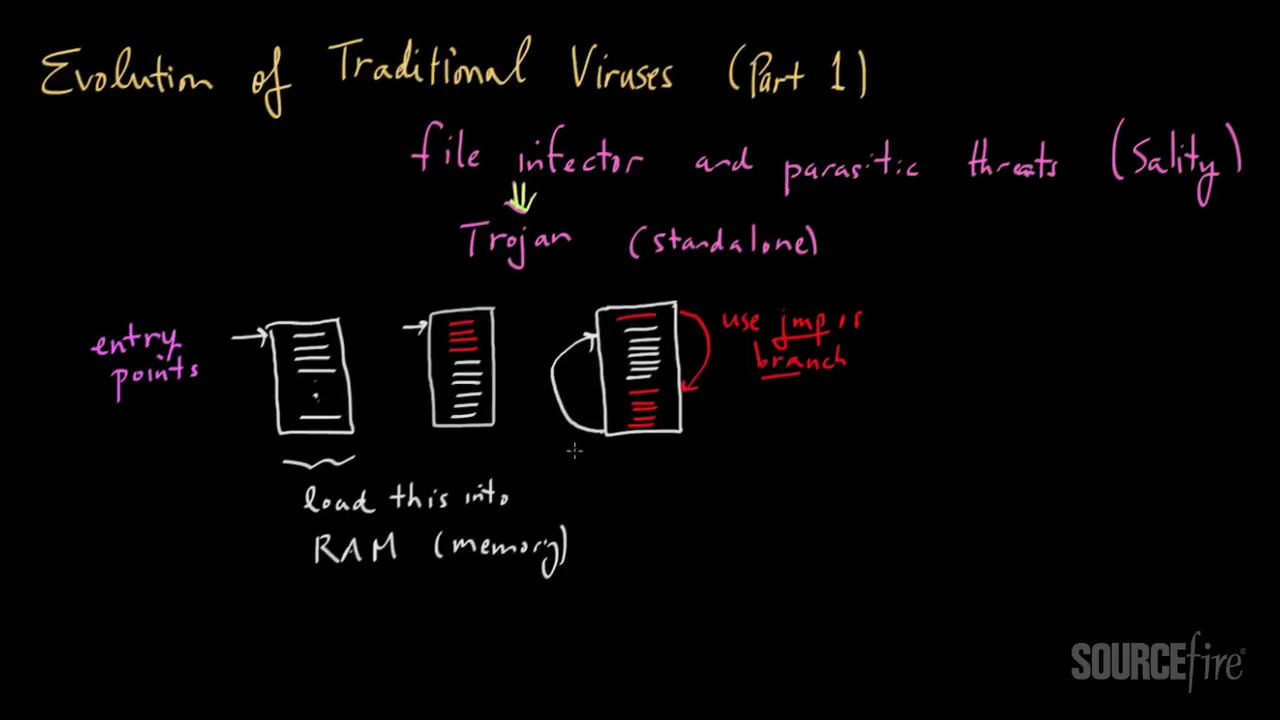 Evolution of Traditional Viruses (Part 1)
file infector and parasitic threats (Sality)
Trojan (standalone)
entry
points
use jmp or
branch
load this into
RAM (memory)
SOURCEfire